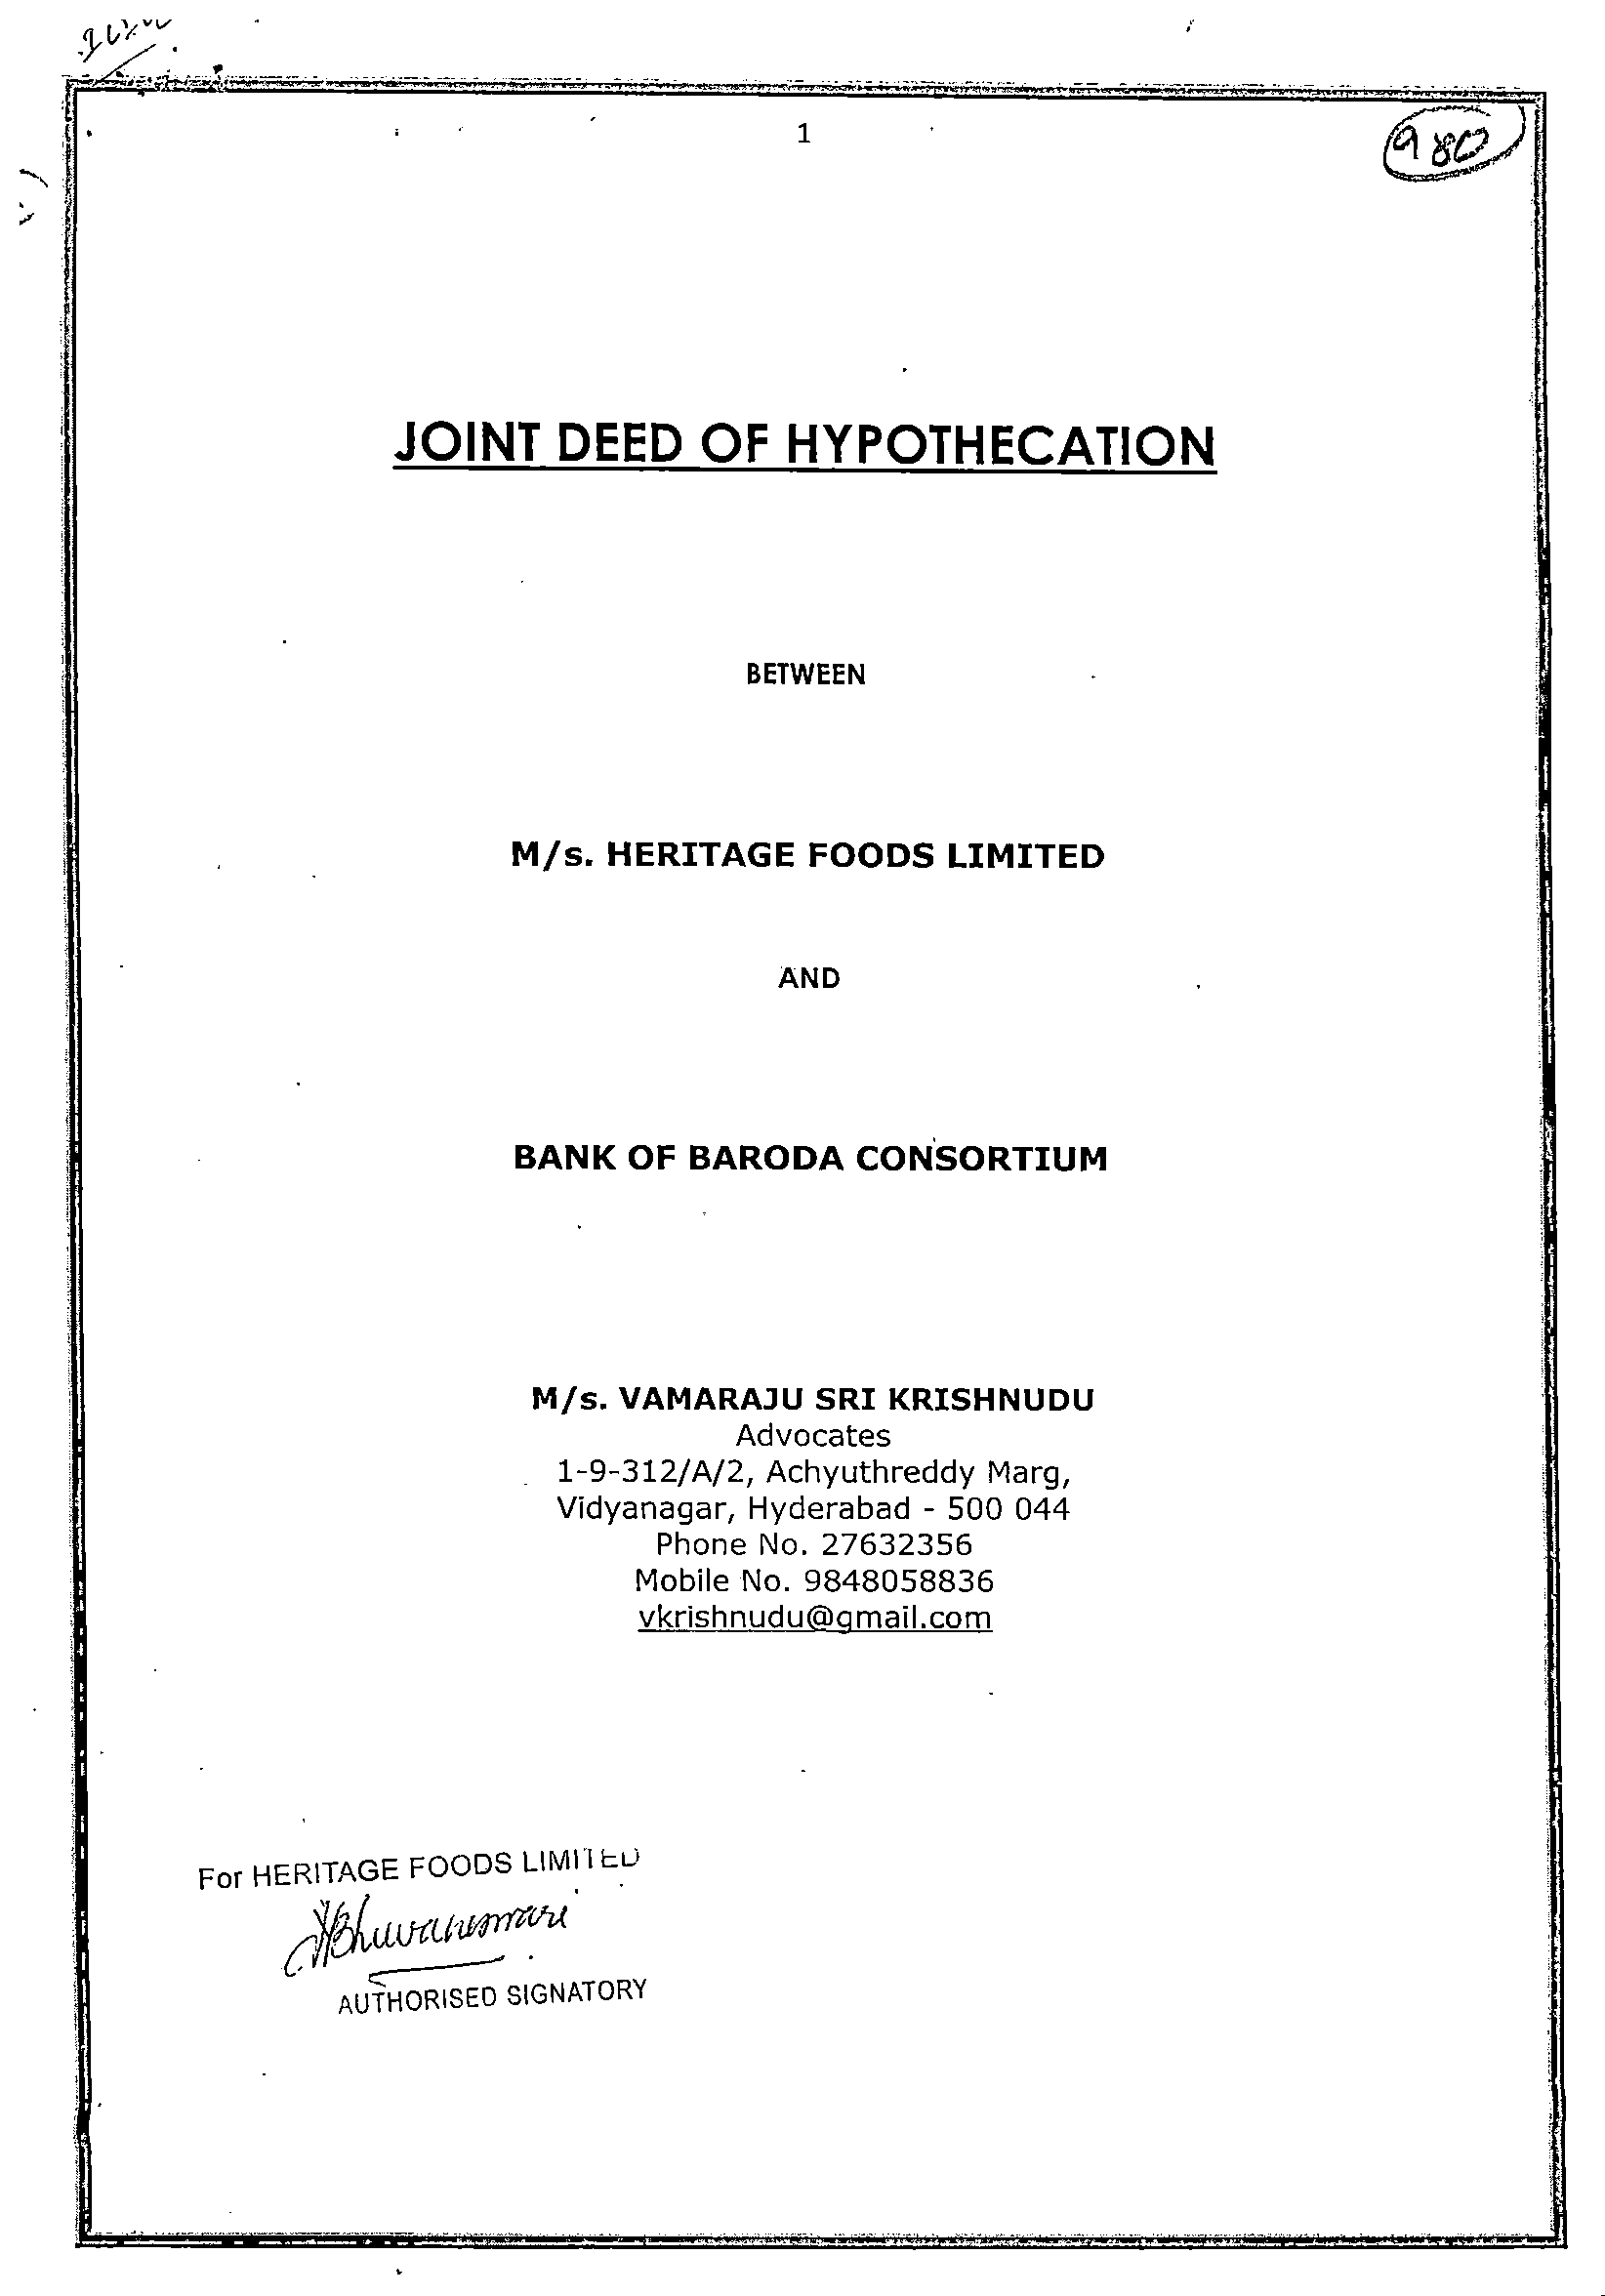 1
980
JOINT DEED OF HYPOTHECATION
BETWEEN
M/s. HERITAGE FOODS LIMITED
AND
BANK OF BARODA CONSORTIUM
M/s. VAMARAJU SRI KRISHNUDU
Advocates
1-9-312/A/2, Achyuthreddy Marg,
Vidyanagar, Hyderabad - 500 044
Phone No. 27632356
Mobile No. 9848058836
vkrishnudu@gmail.com
For HERITAGE FOODS LIMITED
AUTHORISED SIGNATORY